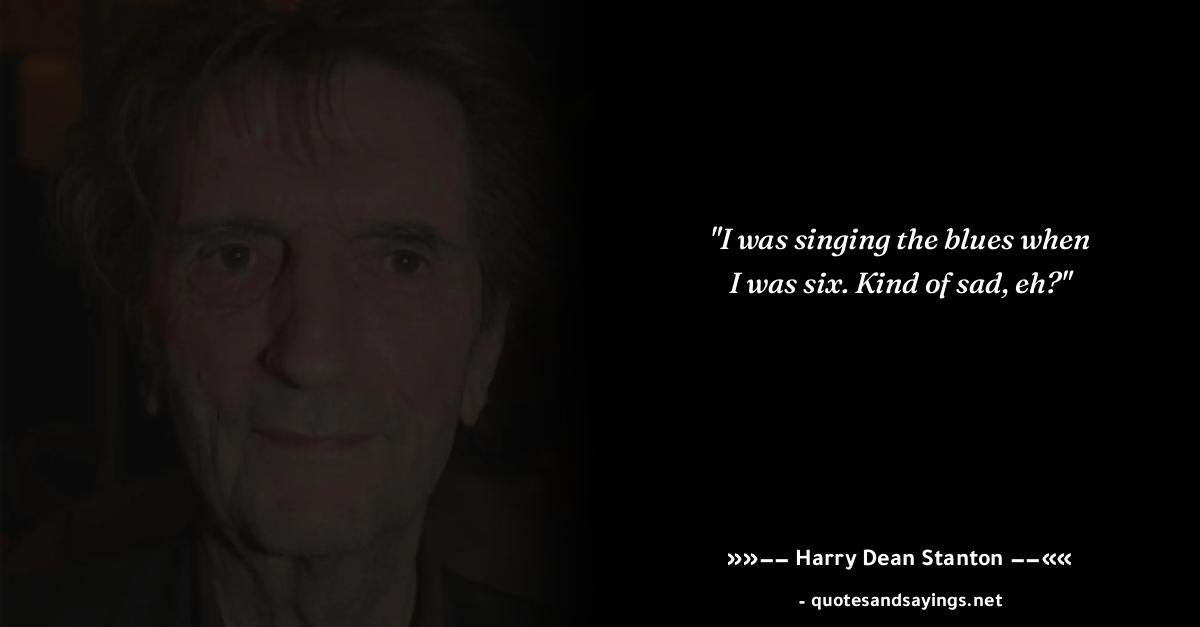 "I was singing the blues when
I was six. Kind of sad, eh?"
»»–– Harry Dean Stanton ––««
- quotesandsayings.net